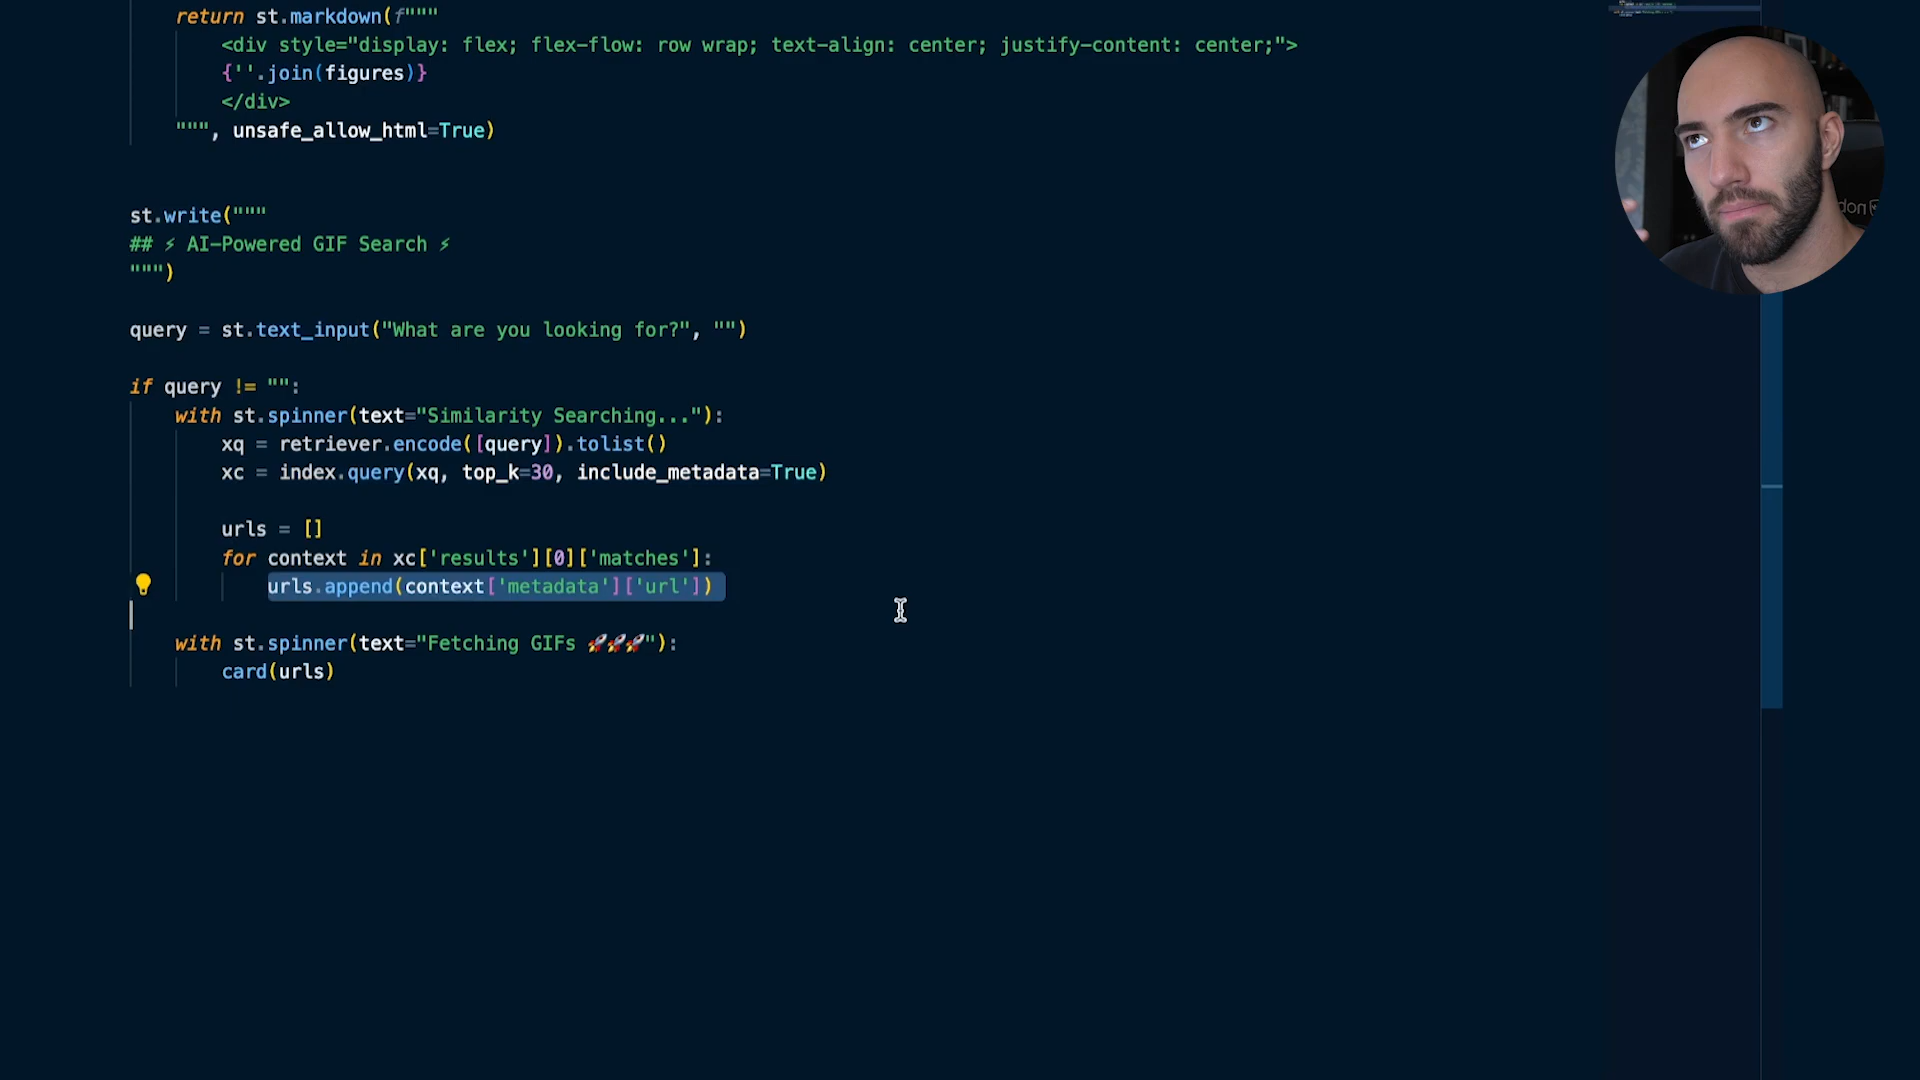 return st.markdown(f"""
<div style="display: flex; flex-flow: row wrap; text-align: center; justify-content: center;">
{''.join(figures)}
</div>
""", unsafe_allow_html=True)
st.write("""
## ⚡ AI-Powered GIF Search ⚡
""")
query = st.text_input("What are you looking for?", "")
if query != "":
with st.spinner(text="Similarity Searching..."):
xq = retriever.encode([query]).tolist()
xc = index.query(xq, top_k=30, include_metadata=True)
urls = []
for context in xc['results'][0]['matches']:
urls.append(context['metadata']['url'])
with st.spinner(text="Fetching GIFs 🚀🚀🚀"):
card(urls)